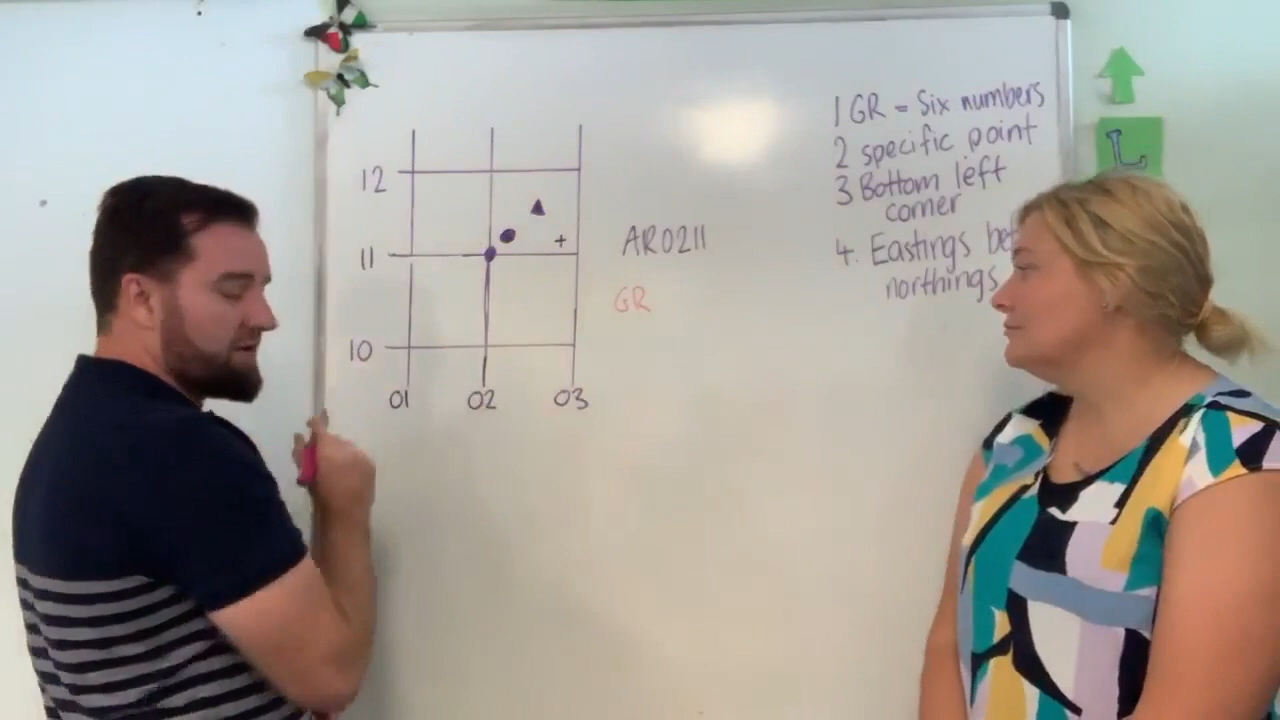 12
11
10
01 02 03
+
AR0211
GR
1 GR = Six numbers
2 specific point
3 Bottom left
corner
4. Eastings
northings
L